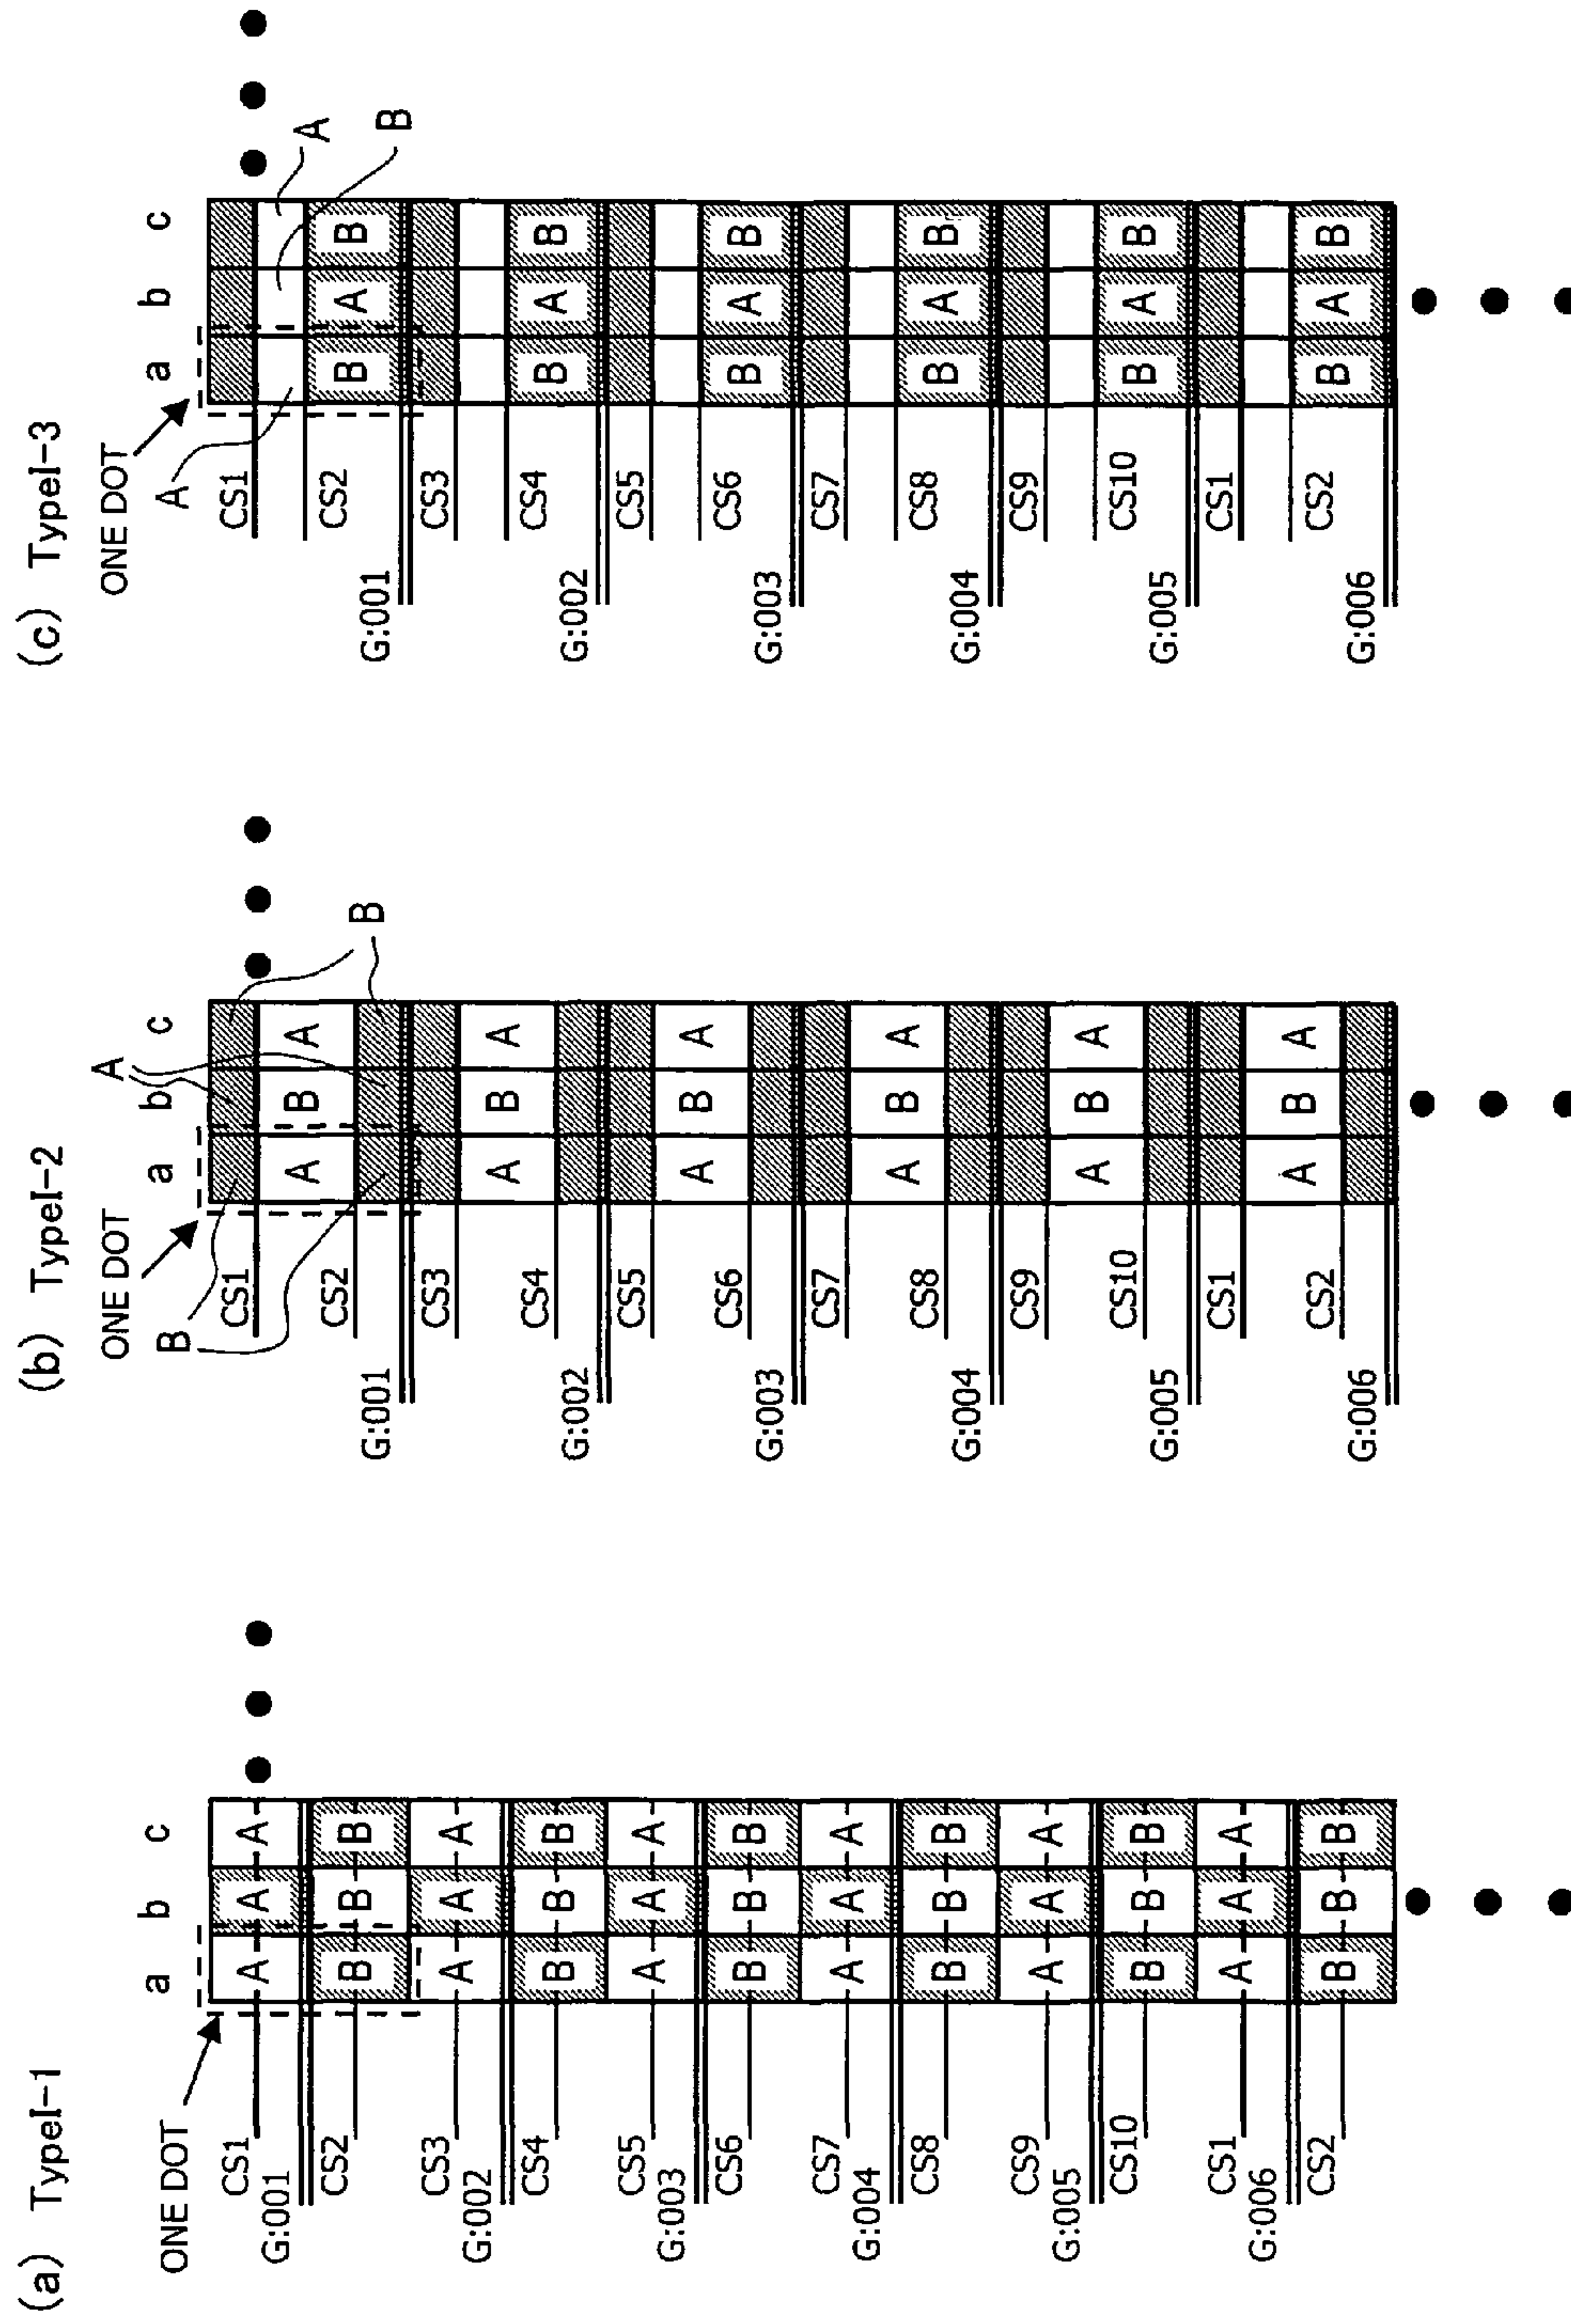 (a) TypeI-1
ONE DOT
a b c
CS1 A A A
G:001
CS2 B B B
CS3 A A A
G:002
CS4 B B B
CS5 A A A
G:003
CS6 B B B
CS7 A A A
G:004
CS8 B B B
CS9 A A A
G:005
CS10 B B B
CS1 A A A
G:006
CS2 B B B
(b) TypeI-2
ONE DOT
B
A
B
a b c
CS1
A B A
CS2
G:001
CS3
A B A
CS4
G:002
CS5
A B A
CS6
G:003
CS7
A B A
CS8
G:004
CS9
A B A
CS10
G:005
CS1
A B A
CS2
G:006
(c) TypeI-3
ONE DOT
A
A
B
a b c
CS1
CS2 B A B
G:001
CS3
CS4 B A B
G:002
CS5
CS6 B A B
G:003
CS7
CS8 B A B
G:004
CS9
CS10 B A B
G:005
CS1
CS2 B A B
G:006